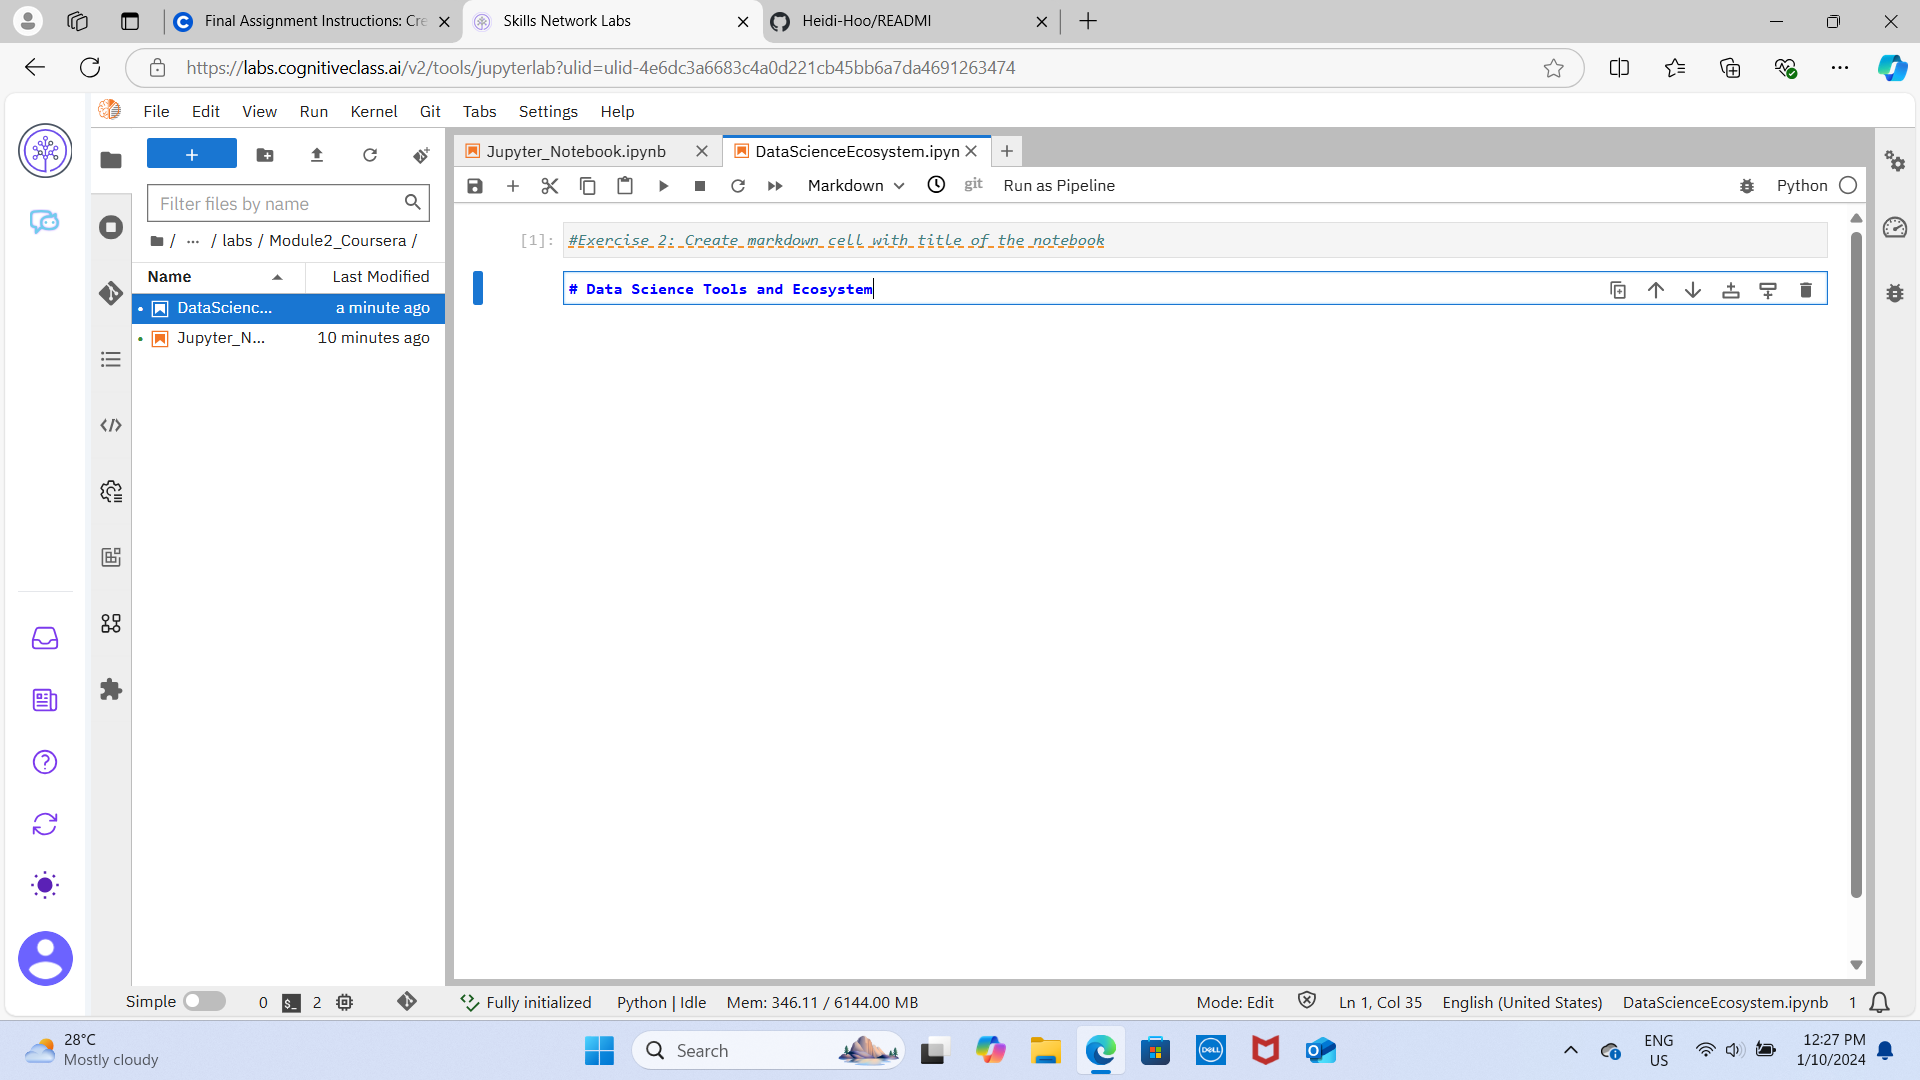 Final Assignment Instructions: Cre
Skills Network Labs
Heidi-Hoo/READMI
https://labs.cognitiveclass.ai/v2/tools/jupyterlab?ulid=ulid-4e6dc3a6683c4a0d221cb45bb6a7da4691263474
File Edit View Run Kernel Git Tabs Settings Help
Jupyter_Notebook.ipynb
DataScienceEcosystem.ipyn
Markdown
git
Run as Pipeline
Python
Filter files by name
/ ... / labs / Module2_Coursera /
Name Last Modified
DataScienc... a minute ago
Jupyter_N... 10 minutes ago
[1]: #Exercise 2: Create markdown cell with title of the notebook
# Data Science Tools and Ecosystem
Simple 0 2 Fully initialized Python | Idle Mem: 346.11 / 6144.00 MB Mode: Edit Ln 1, Col 35 English (United States) DataScienceEcosystem.ipynb 1
28°C
Mostly cloudy
Search
DELL
ENG
US
12:27 PM
1/10/2024